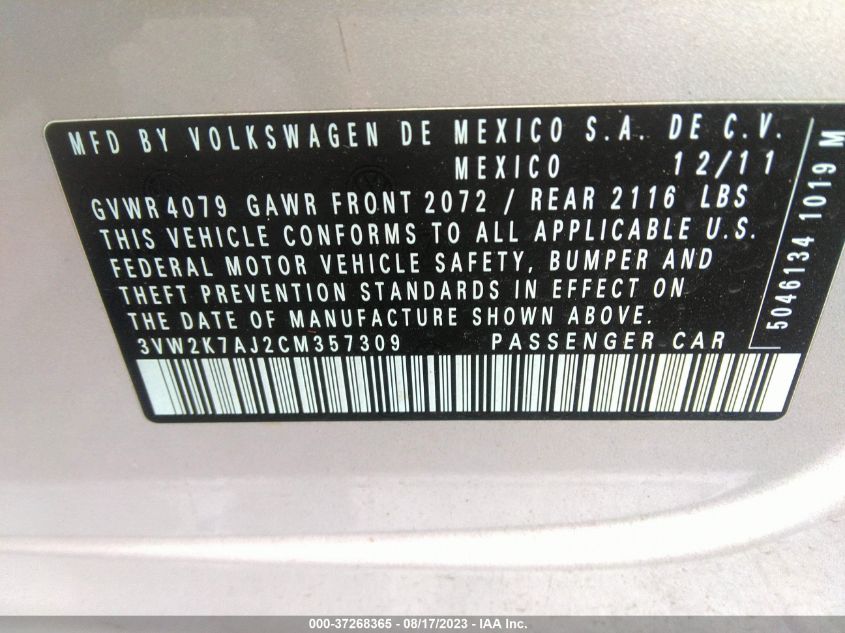 MFD BY VOLKSWAGEN DE MEXICO S.A. DE C.V.
MEXICO 12/11
GVWR 4079 GAWR FRONT 2072 / REAR 2116 LBS
THIS VEHICLE CONFORMS TO ALL APPLICABLE U.S.
FEDERAL MOTOR VEHICLE SAFETY, BUMPER AND
THEFT PREVENTION STANDARDS IN EFFECT ON
THE DATE OF MANUFACTURE SHOWN ABOVE.
3VW2K7AJ2CM357309 PASSENGER CAR
5046134 1019 M
000-37268365 - 08/17/2023 - IAA Inc.